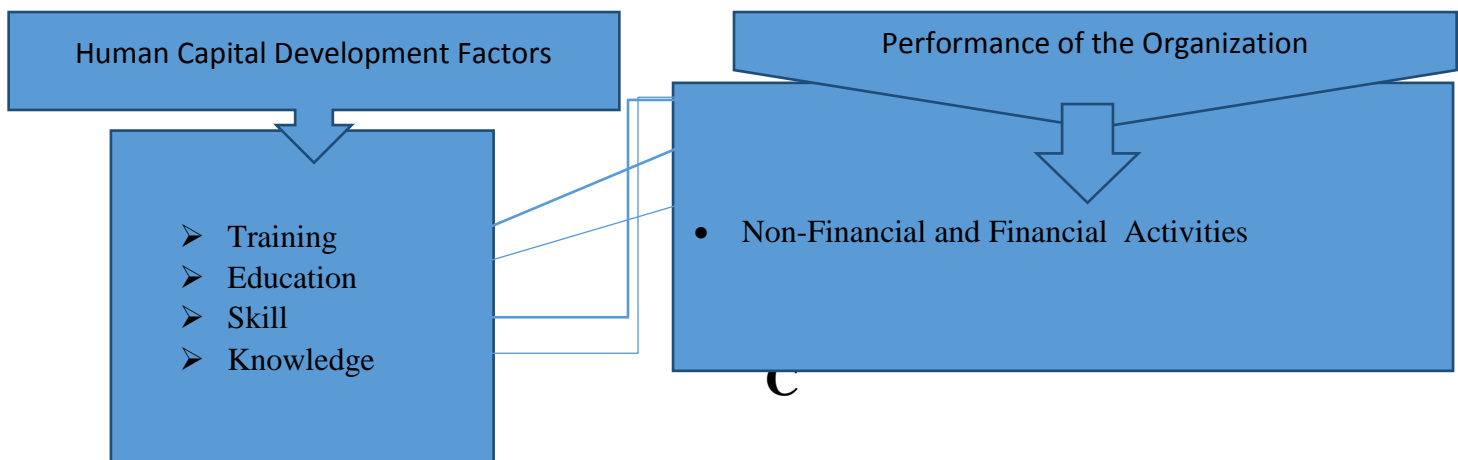 Human Capital Development Factors
Performance of the Organization
➢ Training
➢ Education
➢ Skill
➢ Knowledge
• Non-Financial and Financial Activities
C